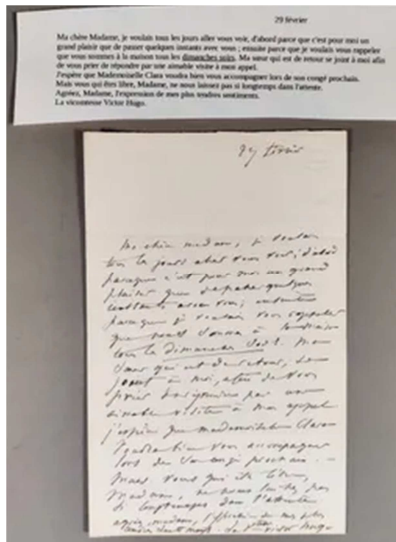 29 février
Ma chère Madame, je voulais tous les jours aller vous voir, d'abord parce que c'est pour moi un
grand plaisir que de passer quelques instants avec vous ; ensuite parce que je voulais vous rappeler
que nous sommes à la maison tous les dimanches soirs. Ma sœur qui est de retour se joint à moi afin
de vous prier de répondre par une aimable visite à mon appel.
J'espère que Mademoiselle Clara voudra bien vous accompagner lors de son congé prochain.
Mais vous qui êtes libre, Madame, ne nous laissez pas si longtemps dans l'attente.
Agréez, Madame, l'expression de mes plus tendres sentiments.
La vicomtesse Victor Hugo.
29 février
Ma chère madame, je voulais
tous les jours aller vous voir, d'abord
parceque c'est pour moi un grand
plaisir que de passer quelques
instants avec vous; ensuite
parceque je voulais vous rappeler
que nous sommes à la maison
tous les dimanches soirs. Ma
sœur qui est de retour, se
joint à moi, afin de vous
prier de répondre par une
aimable visite à mon appel
j'espère que mademoiselle Clara
voudra bien vous accompagner
lors de son congé prochain. –
Mais vous qui êtes libre,
Madame, ne nous laissez pas
si longtemps dans l'attente
agréez, madame, l'expression de mes plus
tendres sentiments. La Vtesse Victor Hugo